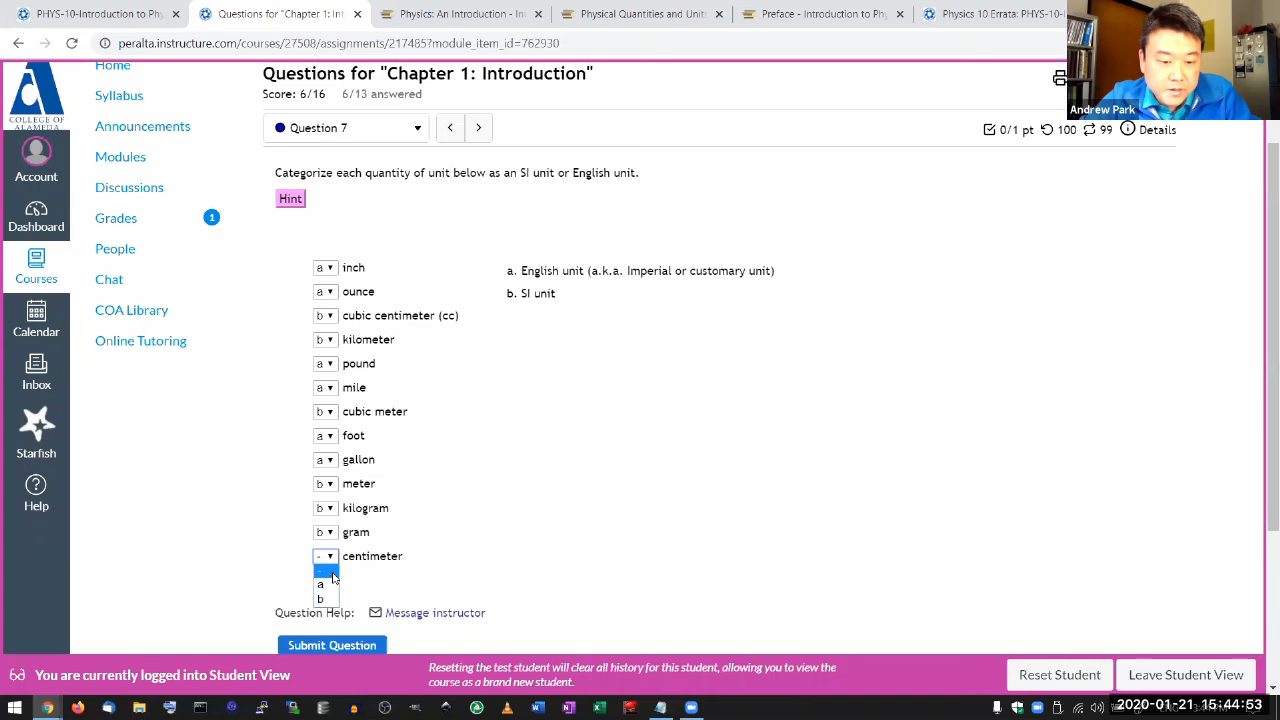 PHYS-10-
Questions for "Chapter 1: Int
Physics - Introduction to
Physical Quantities and Units
Preface - Introduction to Ph
Physics 10 Errata: PHYS-10-
peralta.instructure.com/courses/27508/assignments/217485?module_item_id=762930
Andrew Park
COLLEGE OF
ALAMEDA
Account
Dashboard
Courses
Calendar
Inbox
Starfish
Help
Home
Syllabus
Announcements
Modules
Discussions
Grades
1
People
Chat
COA Library
Online Tutoring
Questions for "Chapter 1: Introduction"
Score: 6/16 6/13 answered
Question 7
0/1 pt 100 99 Details
Categorize each quantity of unit below as an SI unit or English unit.
Hint
a inch
a ounce
b cubic centimeter (cc)
b kilometer
a pound
a mile
b cubic meter
a foot
a gallon
b meter
b kilogram
b gram
- centimeter
-
a
b
a. English unit (a.k.a. Imperial or customary unit)
b. SI unit
Question Help: Message instructor
Submit Question
You are currently logged into Student View
Resetting the test student will clear all history for this student, allowing you to view the
course as a brand new student.
Reset Student
Leave Student View
2020-01-21 15:44:53